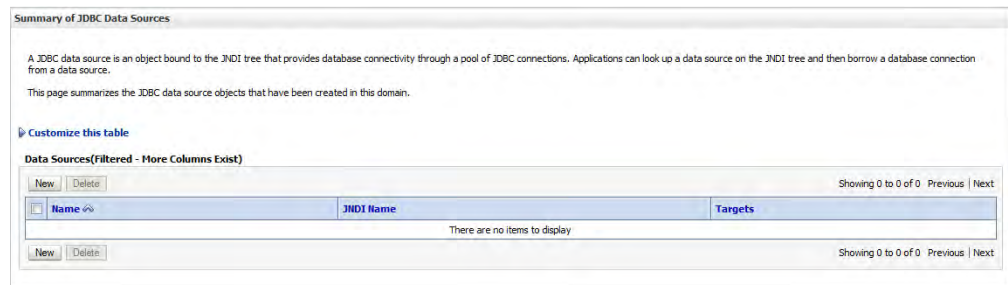 Summary of JDBC Data Sources
A JDBC data source is an object bound to the JNDI tree that provides database connectivity through a pool of JDBC connections. Applications can look up a data source on the JNDI tree and then borrow a database connection
from a data source.
This page summarizes the JDBC data source objects that have been created in this domain.
Customize this table
Data Sources(Filtered - More Columns Exist)
New Delete Showing 0 to 0 of 0 Previous | Next
Name JNDI Name Targets
There are no items to display
New Delete Showing 0 to 0 of 0 Previous | Next